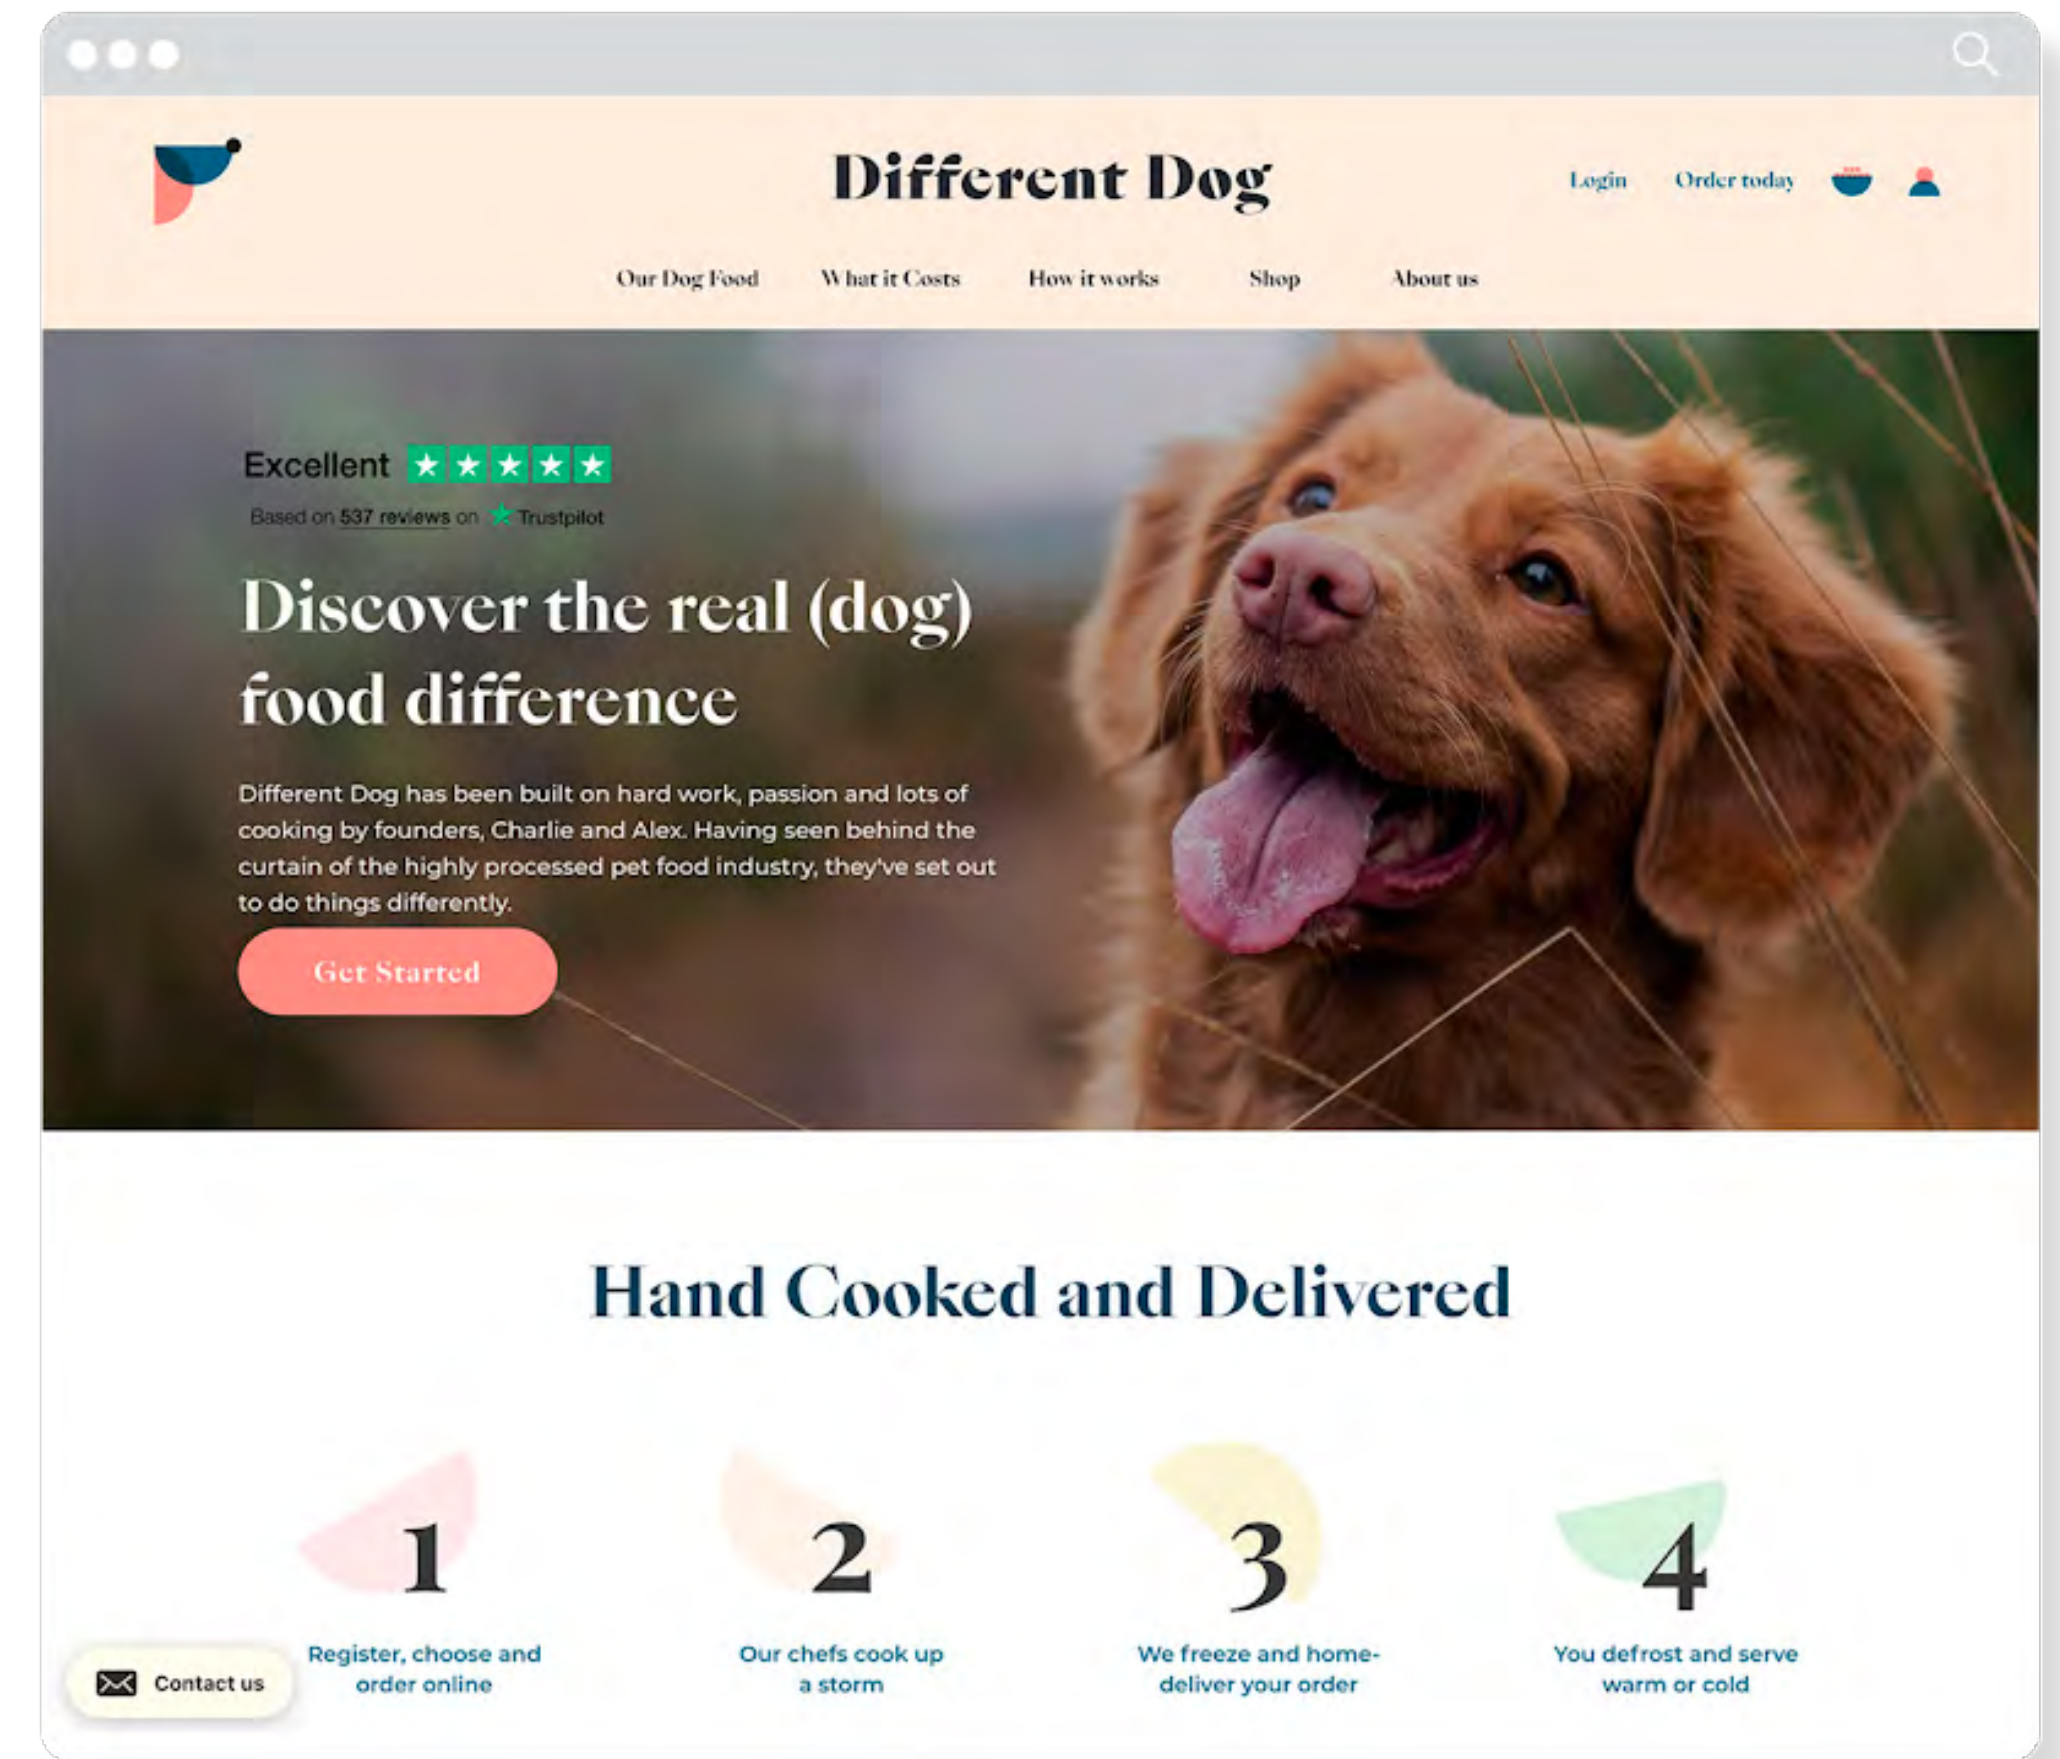 Different Dog
Login
Order today
Our Dog Food
What it Costs
How it works
Shop
About us
Excellent
Based on 537 reviews on Trustpilot
Discover the real (dog)
food difference
Different Dog has been built on hard work, passion and lots of
cooking by founders, Charlie and Alex. Having seen behind the
curtain of the highly processed pet food industry, they've set out
to do things differently.
Get Started
Hand Cooked and Delivered
1
Register, choose and
order online
2
Our chefs cook up
a storm
3
We freeze and home-
deliver your order
4
You defrost and serve
warm or cold
Contact us